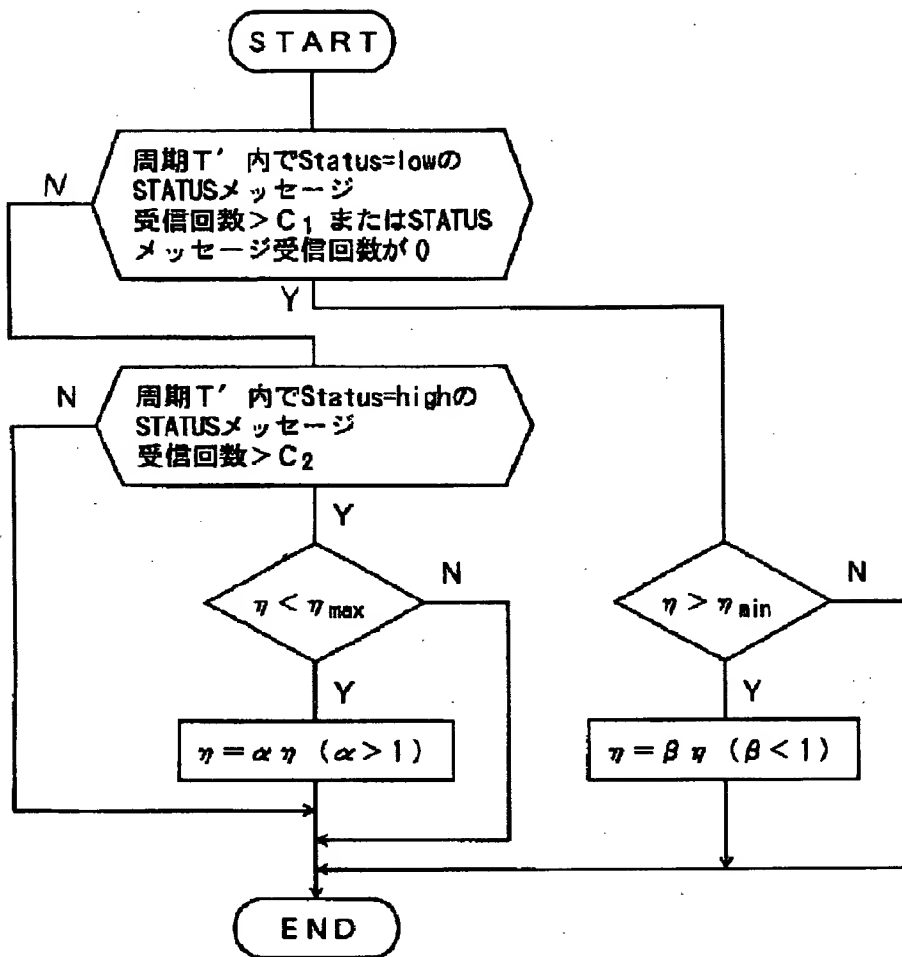 START
周期T′ 内でStatus=lowの
STATUSメッセージ
受信回数>C₁ またはSTATUS
メッセージ受信回数が0
N
Y
周期T′ 内でStatus=highの
STATUSメッセージ
受信回数>C₂
N
Y
η<ηmax
N
Y
η=αη (α>1)
η>ηmin
N
Y
η=βη (β<1)
END